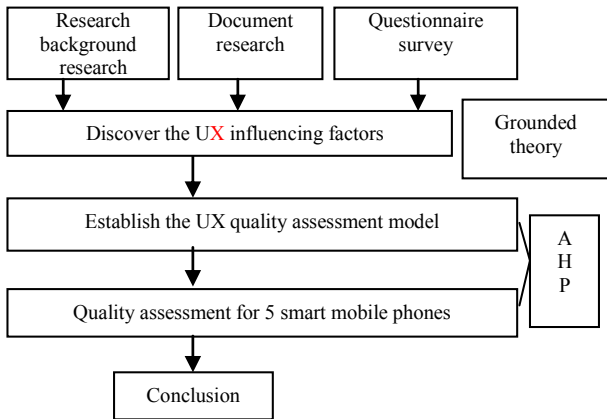 Research
background
research
Document
research
Questionnaire
survey
Discover the UX influencing factors
Grounded
theory
Establish the UX quality assessment model
A
H
P
Quality assessment for 5 smart mobile phones
Conclusion